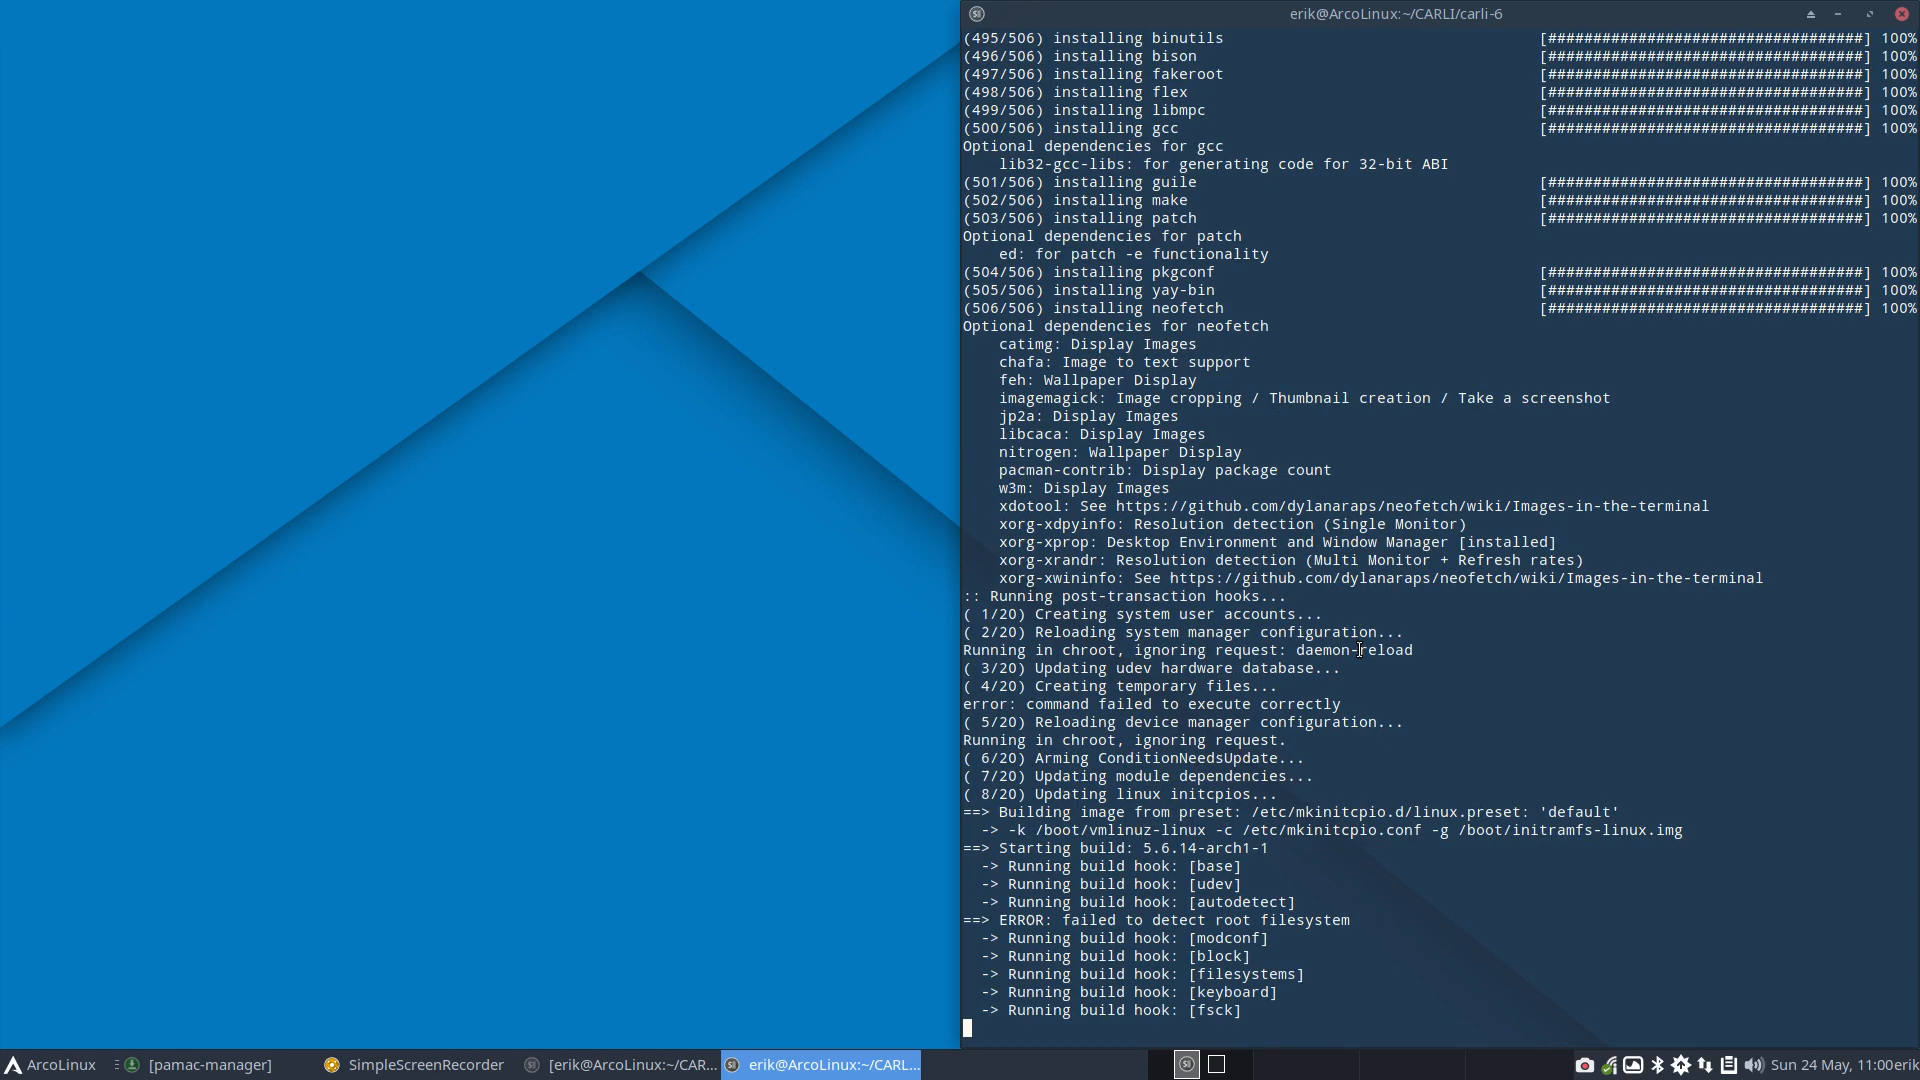 erik@ArcoLinux:~/CARLI/carli-6
(495/506) installing binutils [###################################] 100%
(496/506) installing bison [###################################] 100%
(497/506) installing fakeroot [###################################] 100%
(498/506) installing flex [###################################] 100%
(499/506) installing libmpc [###################################] 100%
(500/506) installing gcc [###################################] 100%
Optional dependencies for gcc
lib32-gcc-libs: for generating code for 32-bit ABI
(501/506) installing guile [###################################] 100%
(502/506) installing make [###################################] 100%
(503/506) installing patch [###################################] 100%
Optional dependencies for patch
ed: for patch -e functionality
(504/506) installing pkgconf [###################################] 100%
(505/506) installing yay-bin [###################################] 100%
(506/506) installing neofetch [###################################] 100%
Optional dependencies for neofetch
catimg: Display Images
chafa: Image to text support
feh: Wallpaper Display
imagemagick: Image cropping / Thumbnail creation / Take a screenshot
jp2a: Display Images
libcaca: Display Images
nitrogen: Wallpaper Display
pacman-contrib: Display package count
w3m: Display Images
xdotool: See https://github.com/dylanaraps/neofetch/wiki/Images-in-the-terminal
xorg-xdpyinfo: Resolution detection (Single Monitor)
xorg-xprop: Desktop Environment and Window Manager [installed]
xorg-xrandr: Resolution detection (Multi Monitor + Refresh rates)
xorg-xwininfo: See https://github.com/dylanaraps/neofetch/wiki/Images-in-the-terminal
:: Running post-transaction hooks...
( 1/20) Creating system user accounts...
( 2/20) Reloading system manager configuration...
Running in chroot, ignoring request: daemon-reload
( 3/20) Updating udev hardware database...
( 4/20) Creating temporary files...
error: command failed to execute correctly
( 5/20) Reloading device manager configuration...
Running in chroot, ignoring request.
( 6/20) Arming ConditionNeedsUpdate...
( 7/20) Updating module dependencies...
( 8/20) Updating linux initcpios...
==> Building image from preset: /etc/mkinitcpio.d/linux.preset: 'default'
-> -k /boot/vmlinuz-linux -c /etc/mkinitcpio.conf -g /boot/initramfs-linux.img
==> Starting build: 5.6.14-arch1-1
-> Running build hook: [base]
-> Running build hook: [udev]
-> Running build hook: [autodetect]
==> ERROR: failed to detect root filesystem
-> Running build hook: [modconf]
-> Running build hook: [block]
-> Running build hook: [filesystems]
-> Running build hook: [keyboard]
-> Running build hook: [fsck]
ArcoLinux [pamac-manager] SimpleScreenRecorder [erik@ArcoLinux:~/CAR... erik@ArcoLinux:~/CARL... Sun 24 May, 11:00 erik